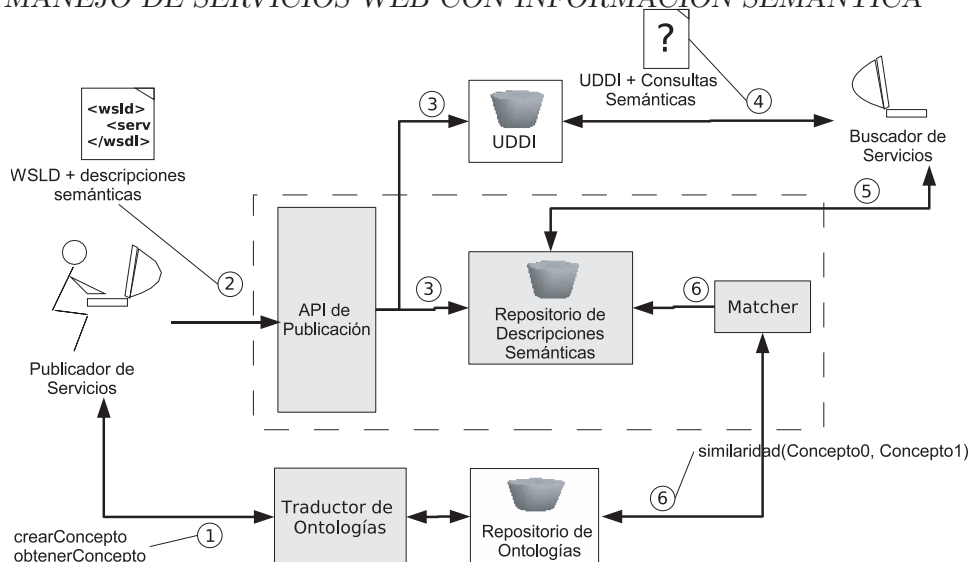 MANEJO DE SERVICIOS WEB CON INFORMACIÓN SEMÁNTICA
?
UDDI + Consultas
Semánticas
4
Buscador de
Servicios
<wsld>
<serv
</wsdl>
WSLD + descripciones
semánticas
3
UDDI
5
2
API de
Publicación
3
Repositorio de
Descripciones
Semánticas
6
Matcher
Publicador de
Servicios
similaridad(Concepto0, Concepto1)
6
Traductor de
Ontologías
Repositorio de
Ontologías
1
crearConcepto
obtenerConcepto